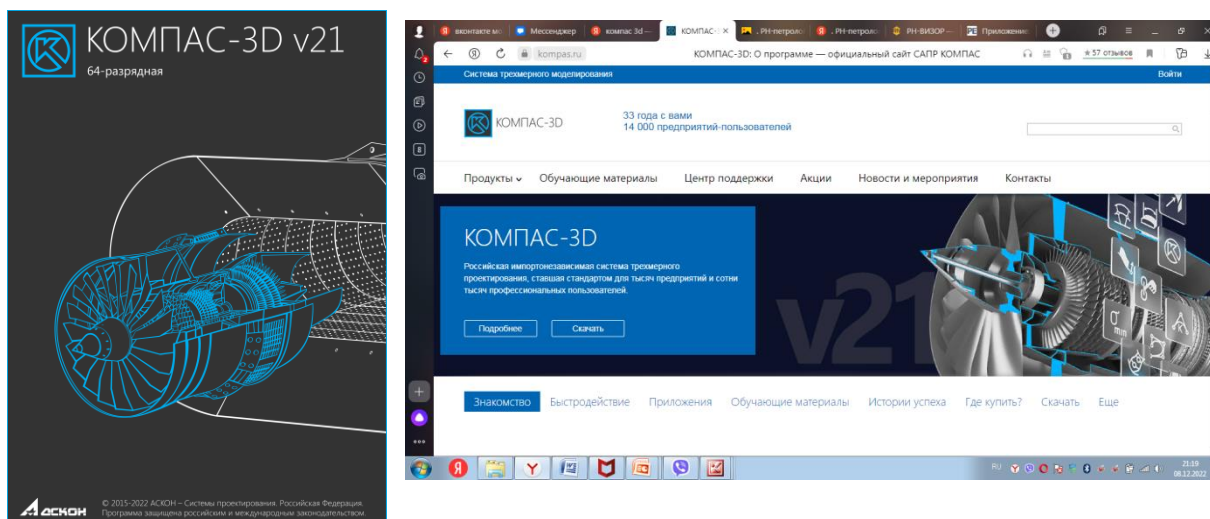 КОМПАС-3D v21
64-разрядная
АСКОН
© 2015-2022 АСКОН – Системы проектирования. Российская Федерация.
Программа защищена российским и международным законодательством.
вконтакте мо
Мессенджер
компас 3d —
КОМПАС-
РН-петрол
. РН-петрол
РН-ВИЗОР —
Приложение
kompas.ru
КОМПАС-3D: О программе — официальный сайт САПР КОМПАС
★ 57 отзывов
Система трехмерного моделирования
Войти
КОМПАС-3D
33 года с вами
14 000 предприятий-пользователей
Продукты
Обучающие материалы
Центр поддержки
Акции
Новости и мероприятия
Контакты
КОМПАС-3D
Российская импортонезависимая система трехмерного
проектирования, ставшая стандартом для тысяч предприятий и сотни
тысяч профессиональных пользователей.
Подробнее
Скачать
v21
Знакомство
Быстродействие
Приложения
Обучающие материалы
Истории успеха
Где купить?
Скачать
Еще
RU
21:19
08.12.2022